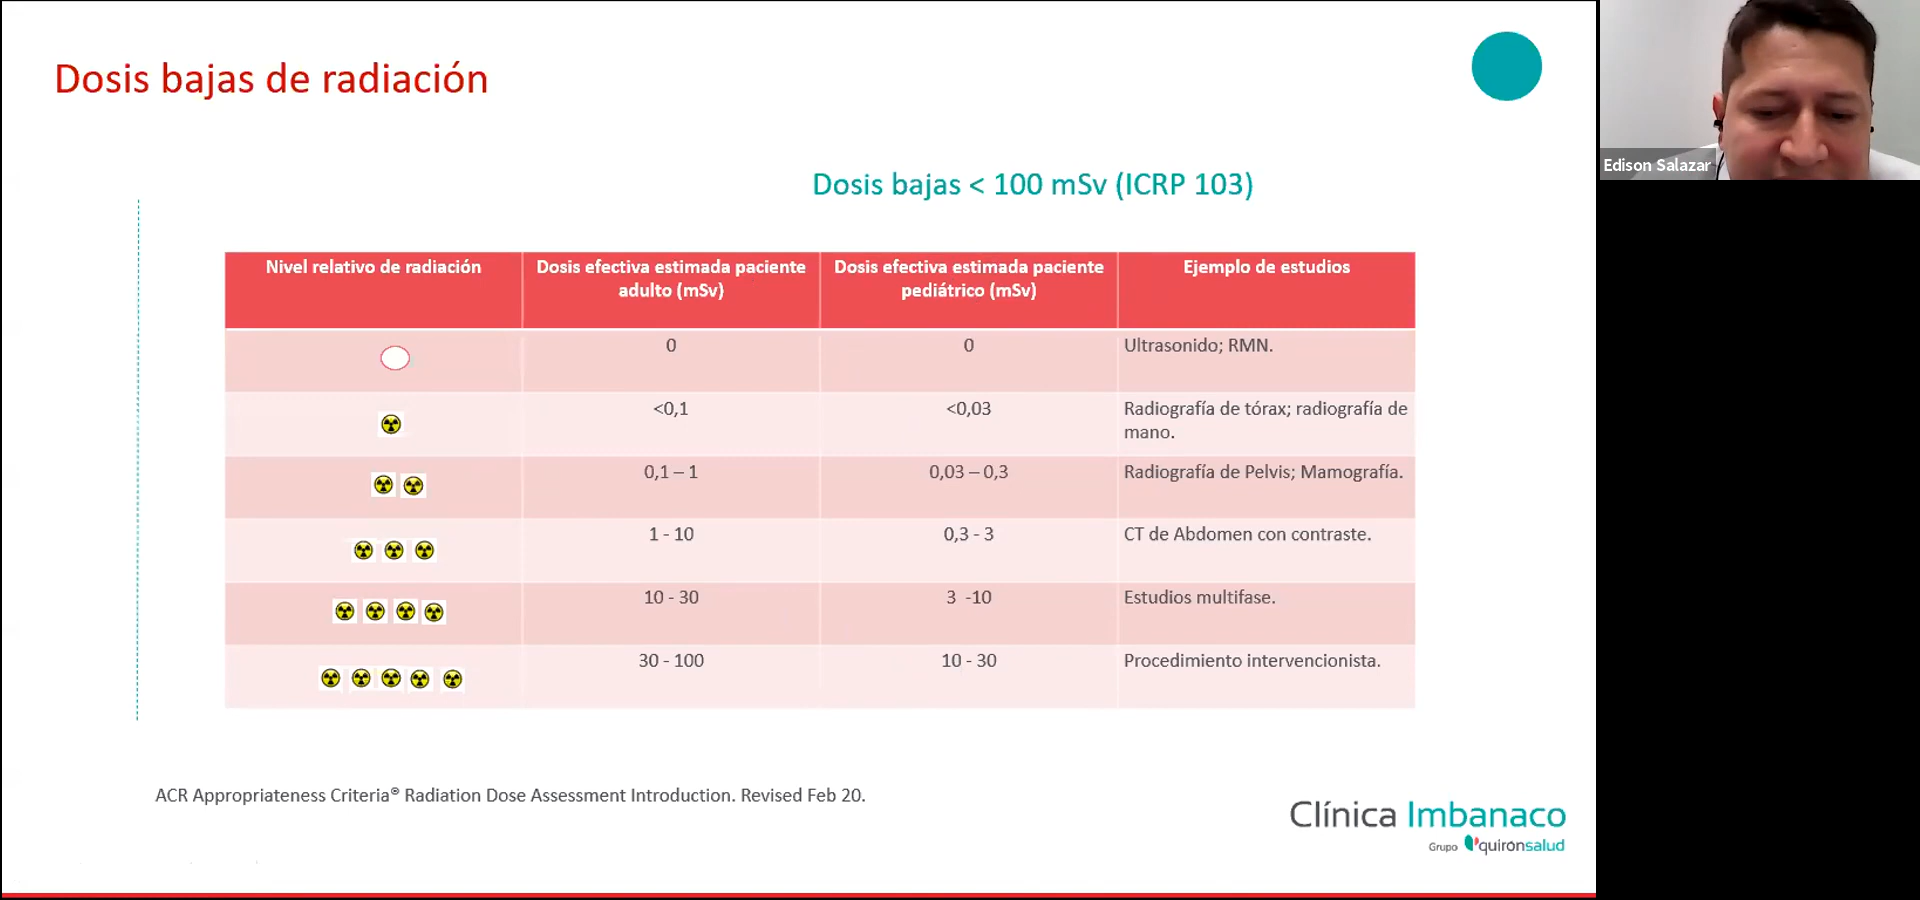 Dosis bajas de radiación
Edison Salazar
Dosis bajas < 100 mSv (ICRP 103)
Nivel relativo de radiación
Dosis efectiva estimada paciente
adulto (mSv)
Dosis efectiva estimada paciente
pediátrico (mSv)
Ejemplo de estudios
0
0
Ultrasonido; RMN.
<0,1
<0,03
Radiografía de tórax; radiografía de
mano.
0,1 – 1
0,03 – 0,3
Radiografía de Pelvis; Mamografía.
1 - 10
0,3 - 3
CT de Abdomen con contraste.
10 - 30
3 -10
Estudios multifase.
30 - 100
10 - 30
Procedimiento intervencionista.
ACR Appropriateness Criteria® Radiation Dose Assessment Introduction. Revised Feb 20.
Clínica Imbanaco
Grupo quirónsalud